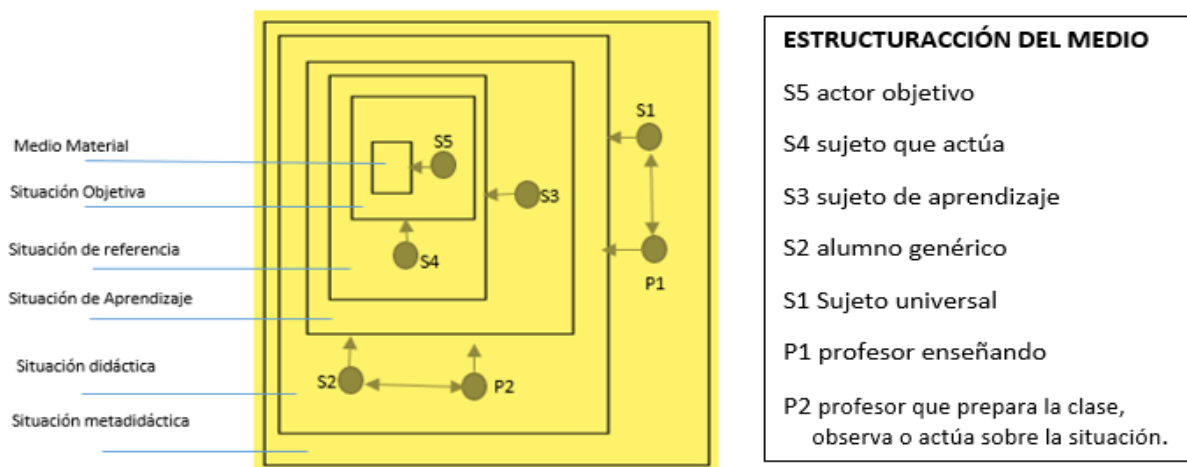 Medio Material
Situación Objetiva
Situación de referencia
Situación de Aprendizaje
Situación didáctica
Situación metadidáctica
S5
S4
S3
S1
P1
S2
P2
ESTRUCTURACCIÓN DEL MEDIO
S5 actor objetivo
S4 sujeto que actúa
S3 sujeto de aprendizaje
S2 alumno genérico
S1 Sujeto universal
P1 profesor enseñando
P2 profesor que prepara la clase,
observa o actúa sobre la situación.